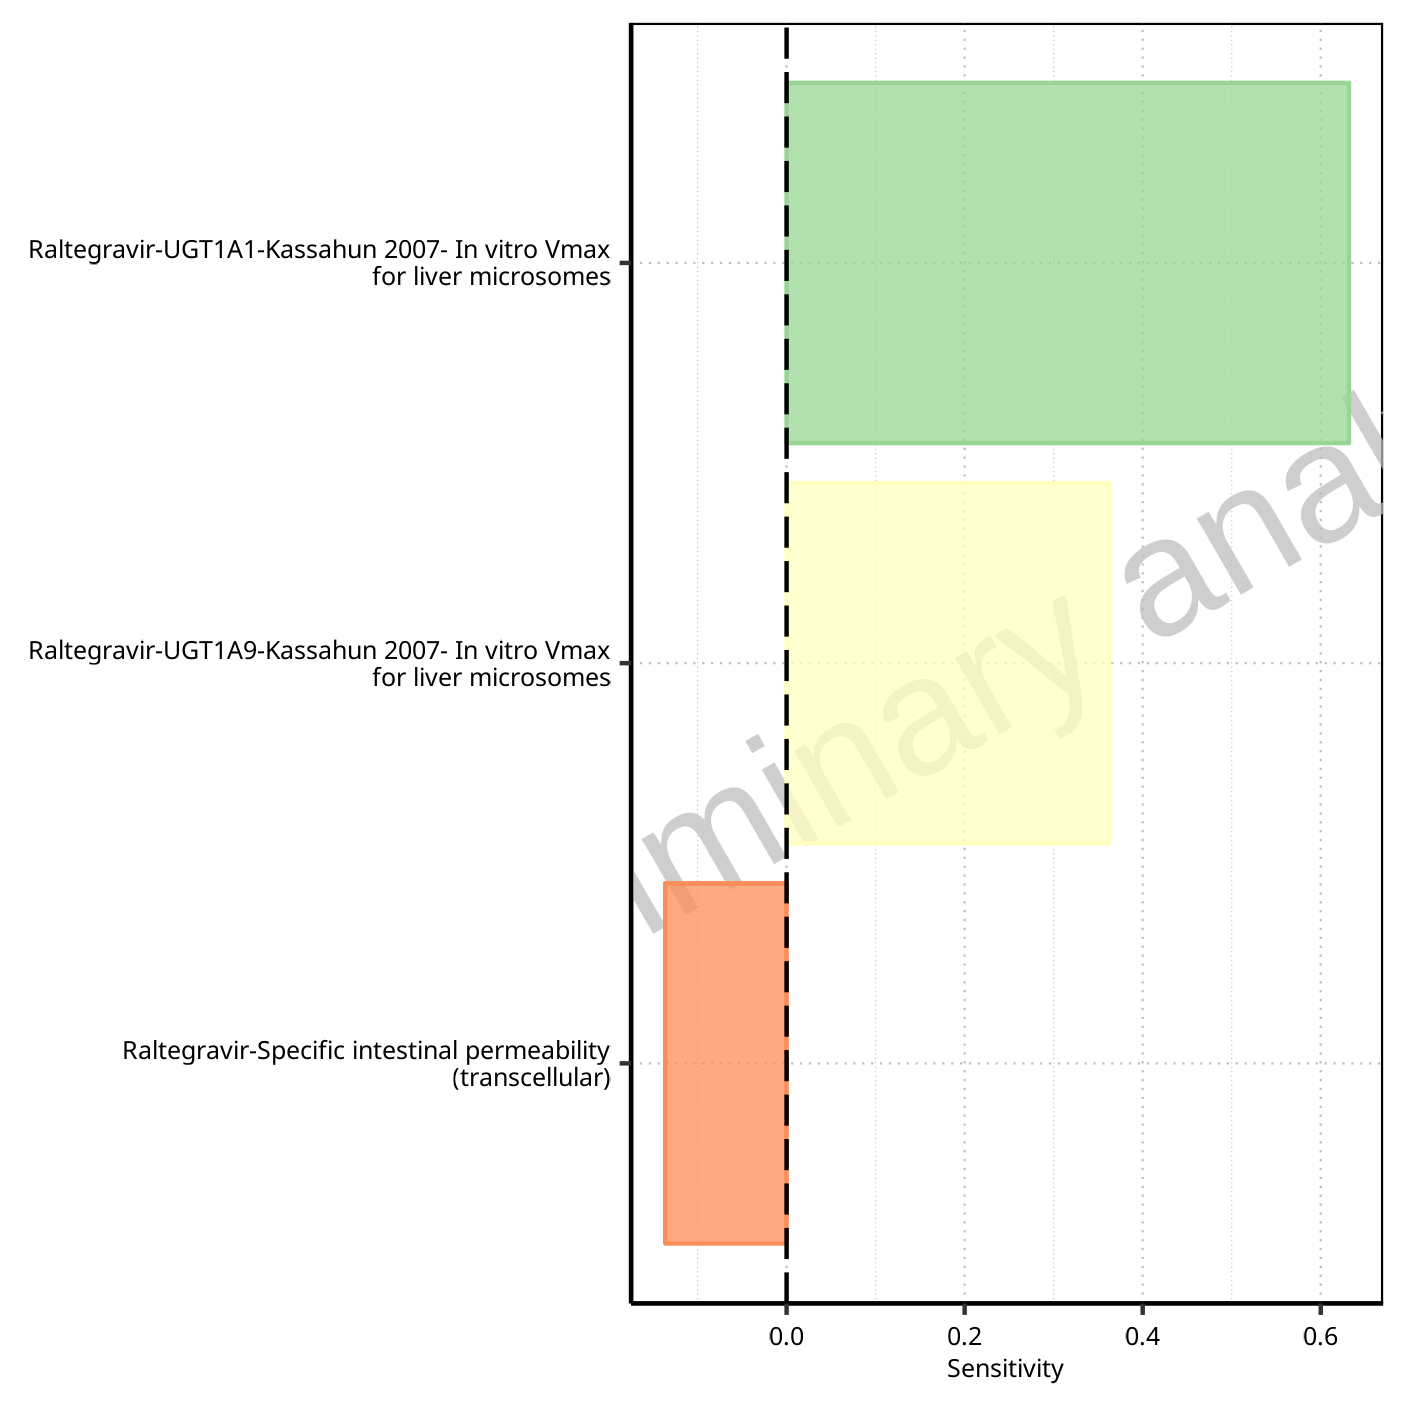 Raltegravir-UGT1A1-Kassahun 2007- In vitro Vmax
for liver microsomes
Raltegravir-UGT1A9-Kassahun 2007- In vitro Vmax
for liver microsomes
Raltegravir-Specific intestinal permeability
(transcellular)
minary anal
0.0 0.2 0.4 0.6
Sensitivity